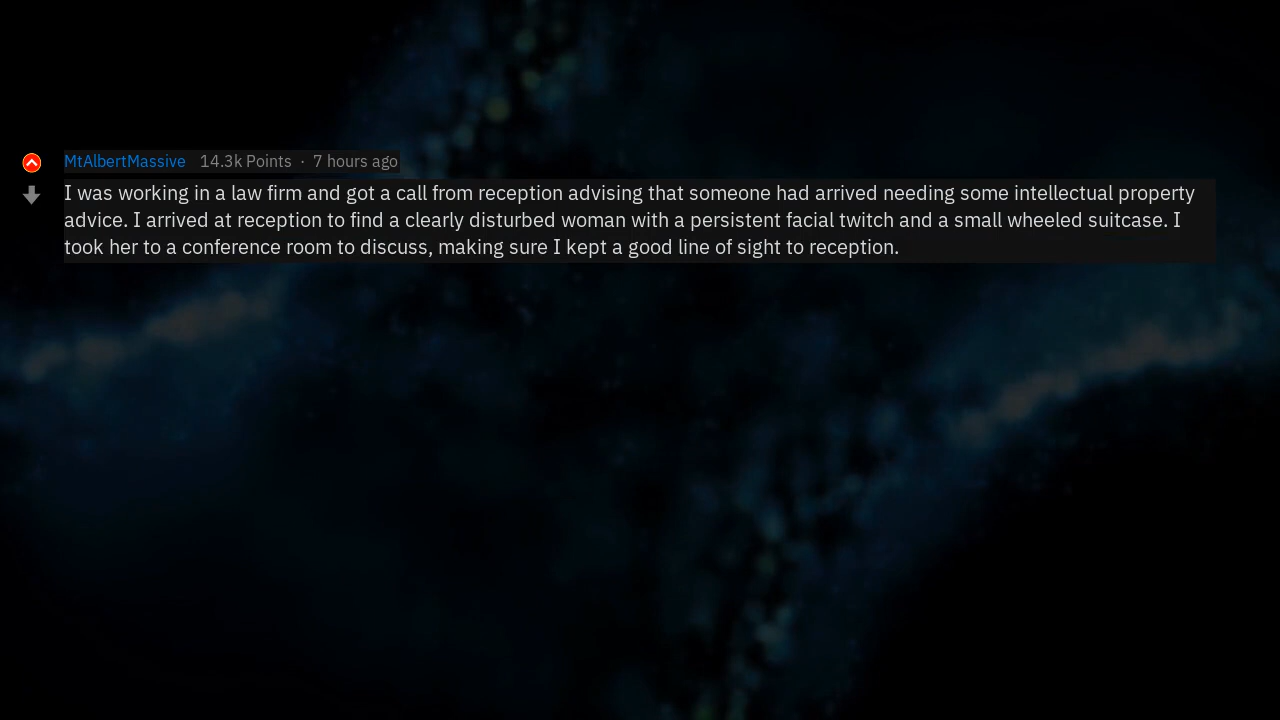 MtAlbertMassive 14.3k Points · 7 hours ago
I was working in a law firm and got a call from reception advising that someone had arrived needing some intellectual property
advice. I arrived at reception to find a clearly disturbed woman with a persistent facial twitch and a small wheeled suitcase. I
took her to a conference room to discuss, making sure I kept a good line of sight to reception.